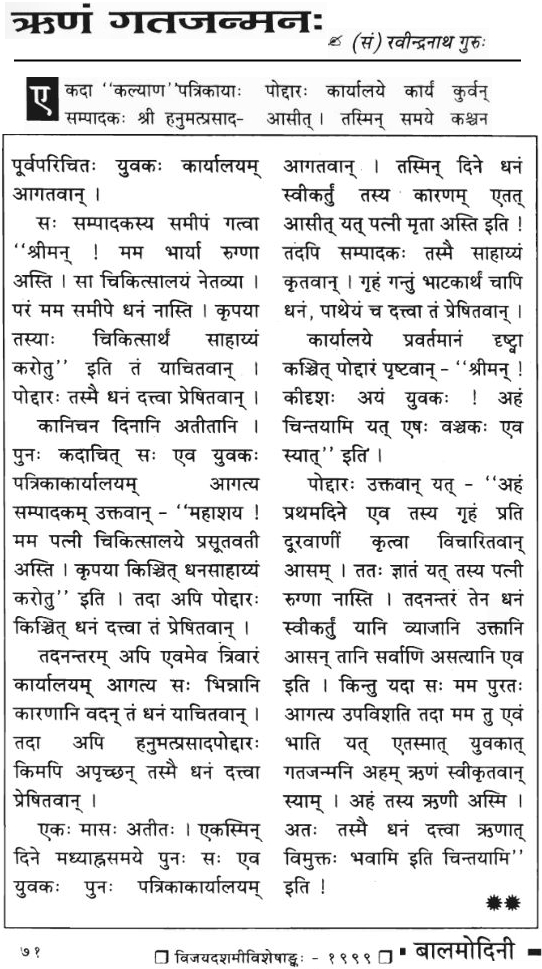 ऋणं गतजन्मनः
✍ (सं) रवीन्द्रनाथ गुरुः
एकदा "कल्याण"पत्रिकायाः
सम्पादकः श्री हनुमत्प्रसाद-
पोद्दारः कार्यालये कार्यं कुर्वन्
आसीत् । तस्मिन् समये कश्चन
पूर्वपरिचितः युवकः कार्यालयम्
आगतवान् ।
सः सम्पादकस्य समीपं गत्वा
"श्रीमन् ! मम भार्या रुग्णा
अस्ति । सा चिकित्सालयं नेतव्या ।
परं मम समीपे धनं नास्ति । कृपया
तस्याः चिकित्सार्थं साहाय्यं
करोतु" इति तं याचितवान् ।
पोद्दारः तस्मै धनं दत्त्वा प्रेषितवान् ।
कानिचन दिनानि अतीतानि ।
पुनः कदाचित् सः एव युवकः
पत्रिकाकार्यालयम् आगत्य
सम्पादकम् उक्तवान् - "महाशय !
मम पत्नी चिकित्सालये प्रसूतवती
अस्ति । कृपया किञ्चित् धनसाहाय्यं
करोतु" इति । तदा अपि पोद्दारः
किञ्चित् धनं दत्त्वा तं प्रेषितवान् ।
तदनन्तरम् अपि एवमेव त्रिवारं
कार्यालयम् आगत्य सः भिन्नानि
कारणानि वदन् तं धनं याचितवान् ।
तदा अपि हनुमत्प्रसादपोद्दारः
किमपि अपृच्छन् तस्मै धनं दत्त्वा
प्रेषितवान् ।
एकः मासः अतीतः । एकस्मिन्
दिने मध्याह्नसमये पुनः सः एव
युवकः पुनः पत्रिकाकार्यालयम्
आगतवान् । तस्मिन् दिने धनं
स्वीकर्तुं तस्य कारणम् एतत्
आसीत् यत् पत्नी मृता अस्ति इति !
तदपि सम्पादकः तस्मै साहाय्यं
कृतवान् । गृहं गन्तुं भाटकार्थं चापि
धनं, पाथेयं च दत्त्वा तं प्रेषितवान् ।
कार्यालये प्रवर्तमानं दृष्ट्वा
कश्चित् पोद्दारं पृष्टवान् - "श्रीमन् !
कीदृशः अयं युवकः ! अहं
चिन्तयामि यत् एषः वञ्चकः एव
स्यात्" इति ।
पोद्दारः उक्तवान् यत् - "अहं
प्रथमदिने एव तस्य गृहं प्रति
दूरवाणीं कृत्वा विचारितवान्
आसम् । ततः ज्ञातं यत् तस्य पत्नी
रुग्णा नास्ति । तदनन्तरं तेन धनं
स्वीकर्तुं यानि व्याजानि उक्तानि
आसन् तानि सर्वाणि असत्यानि एव
इति । किन्तु यदा सः मम पुरतः
आगत्य उपविशति तदा मम तु एवं
भाति यत् एतस्मात् युवकात्
गतजन्मनि अहम् ऋणं स्वीकृतवान्
स्याम् । अहं तस्य ऋणी अस्मि ।
अतः तस्मै धनं दत्त्वा ऋणात्
विमुक्तः भवामि इति चिन्तयामि"
इति !
७१
विजयदशमीविशेषाङ्कः - १९९९
बालमोदिनी